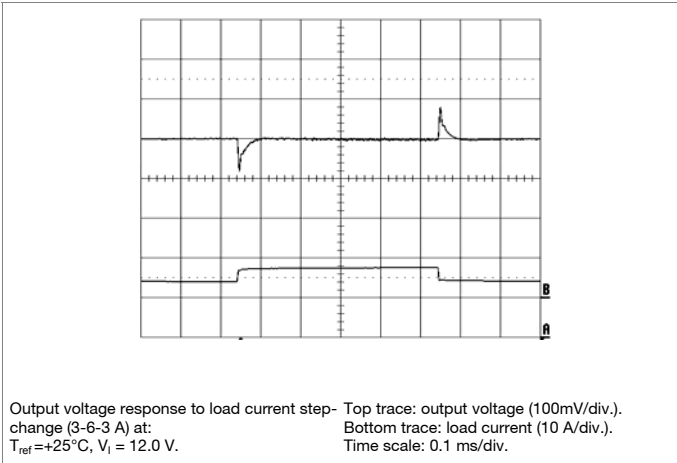 B
A
Output voltage response to load current step-
change (3-6-3 A) at:
Tref=+25°C, VI = 12.0 V.
Top trace: output voltage (100mV/div.).
Bottom trace: load current (10 A/div.).
Time scale: 0.1 ms/div.